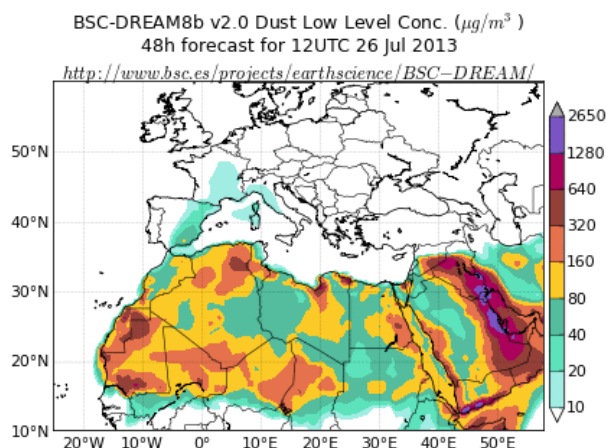 BSC-DREAM8b v2.0 Dust Low Level Conc. (μg/m³ )
48h forecast for 12UTC 26 Jul 2013
http://www.bsc.es/projects/earthscience/BSC−DREAM/
2650
1280
640
320
160
80
40
20
10
50°N
40°N
30°N
20°N
10°N
20°W 10°W 0° 10°E 20°E 30°E 40°E 50°E